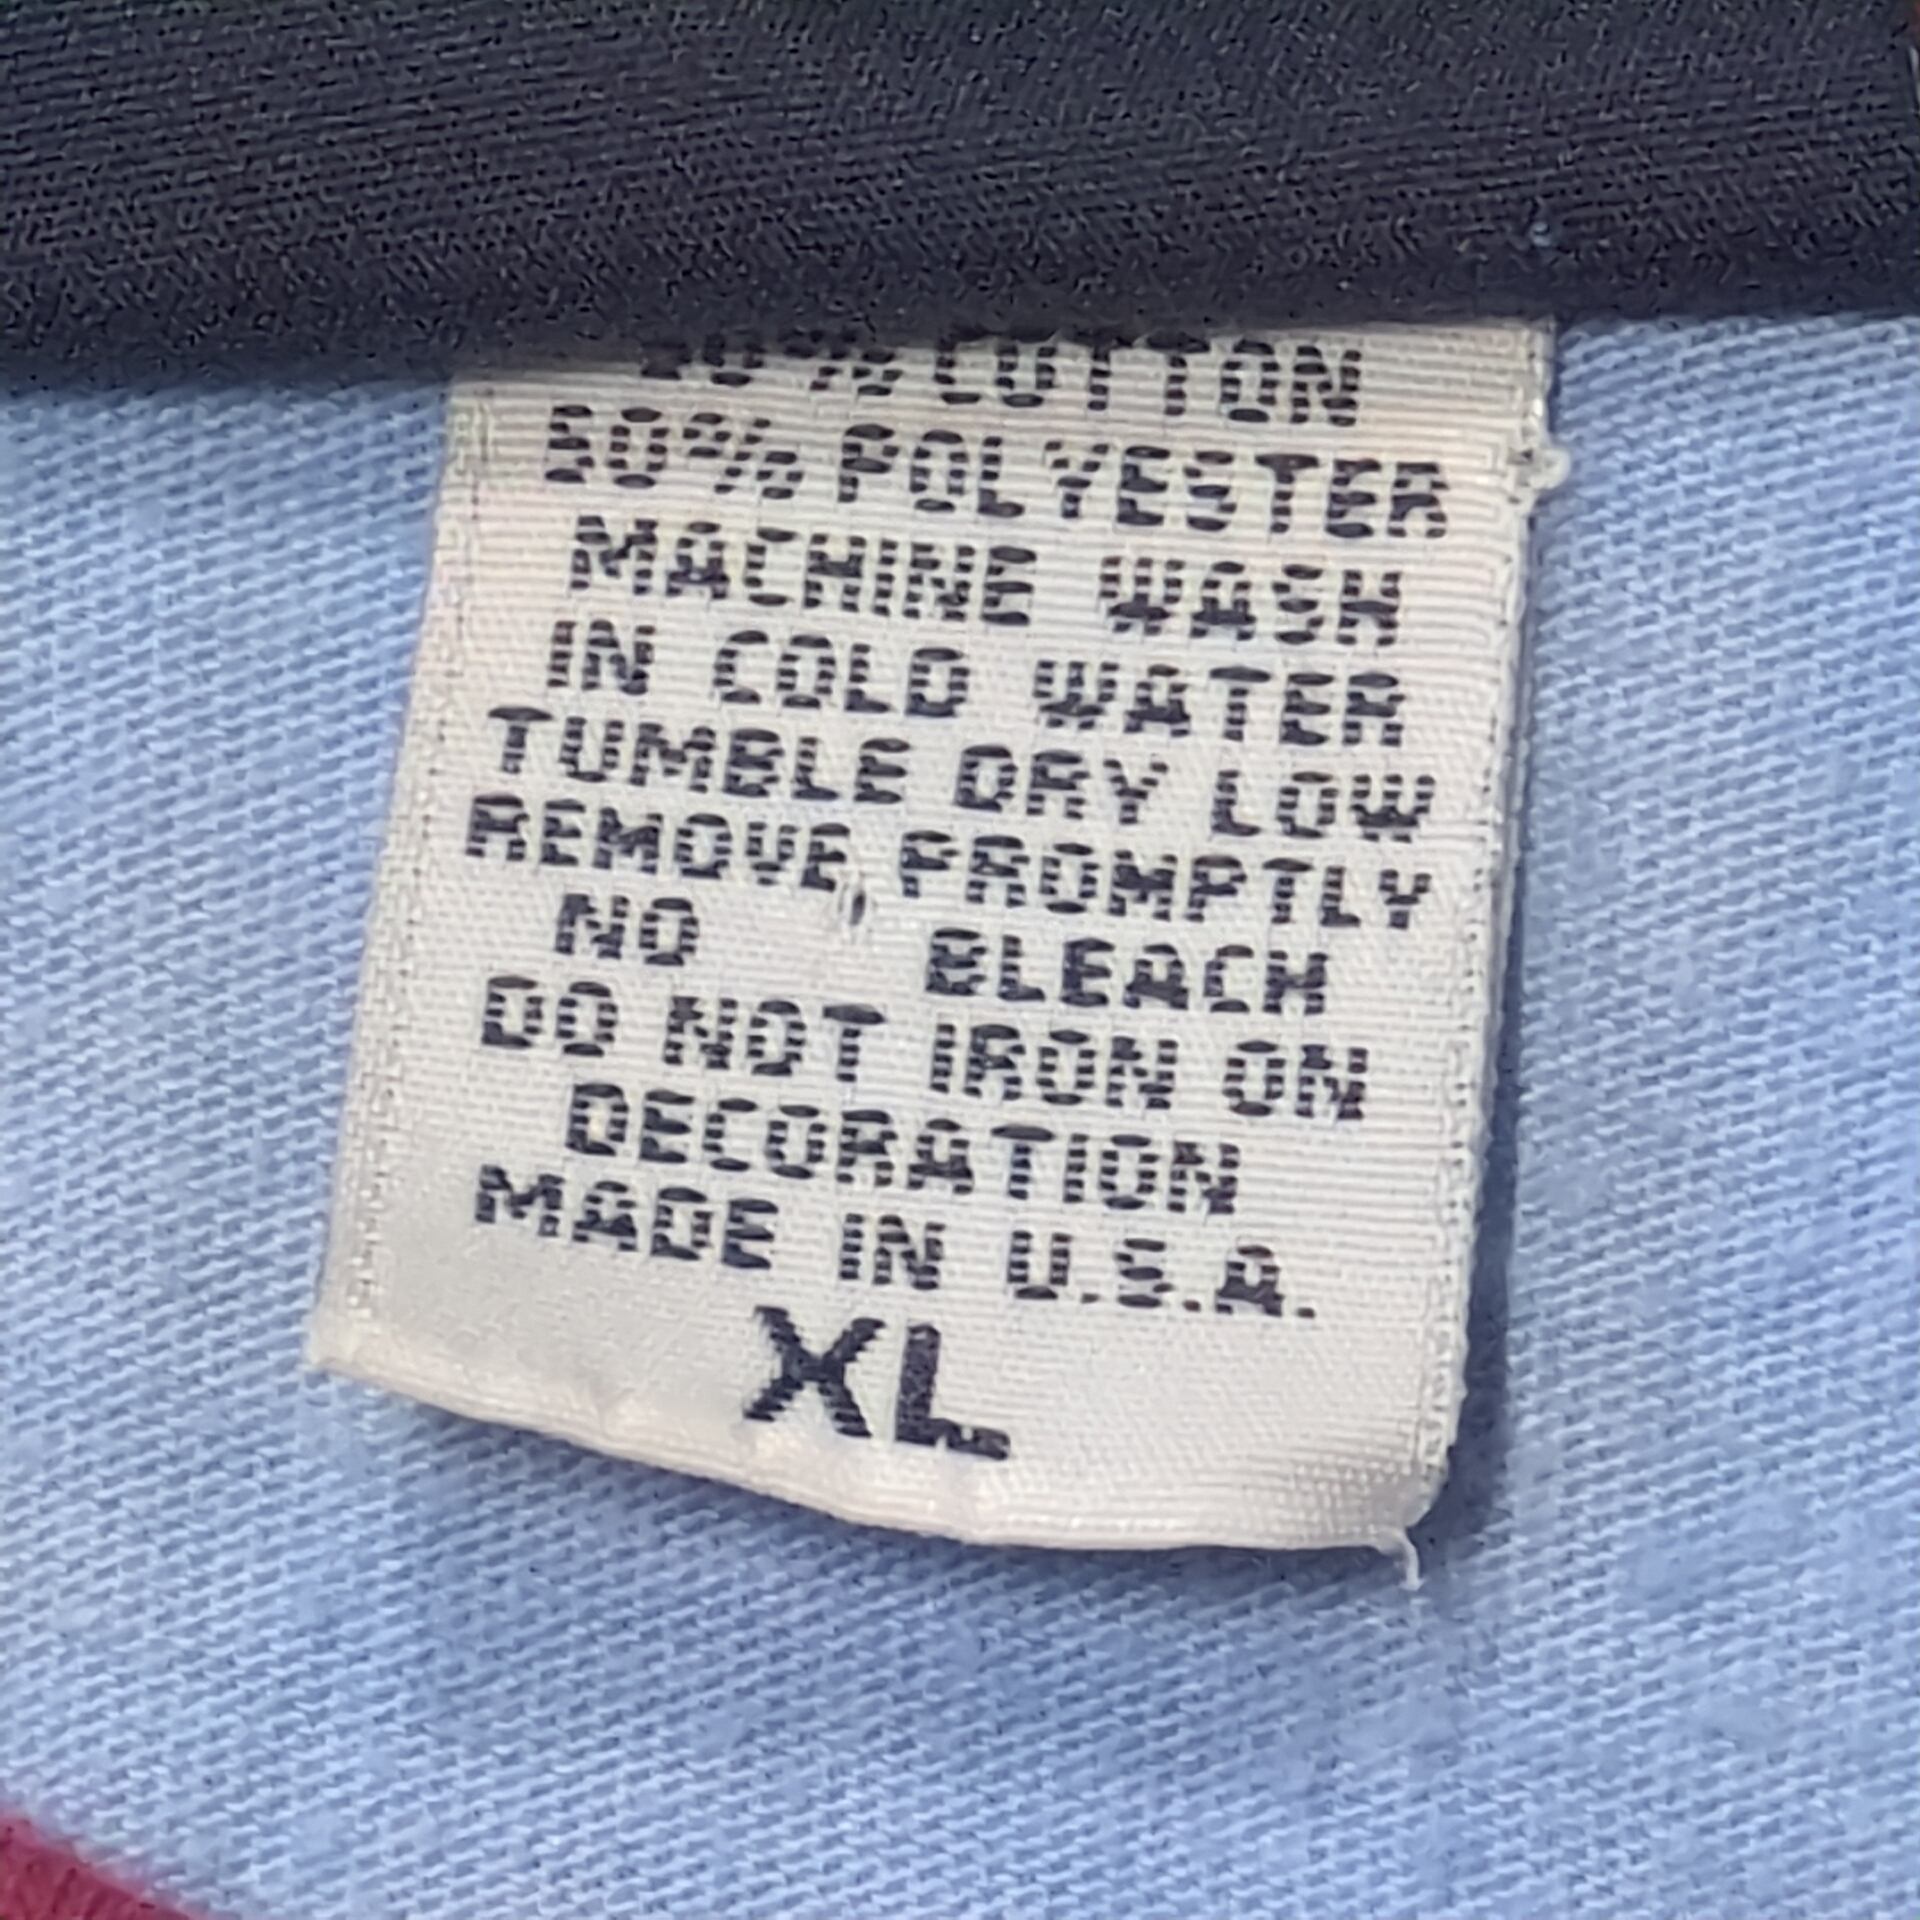 COTTON
50% POLYESTER
MACHINE WASH
IN COLD WATER
TUMBLE DRY LOW
REMOVE PROMPTLY
NO BLEACH
DO NOT IRON ON
DECORATION
MADE IN U.S.A.
XL